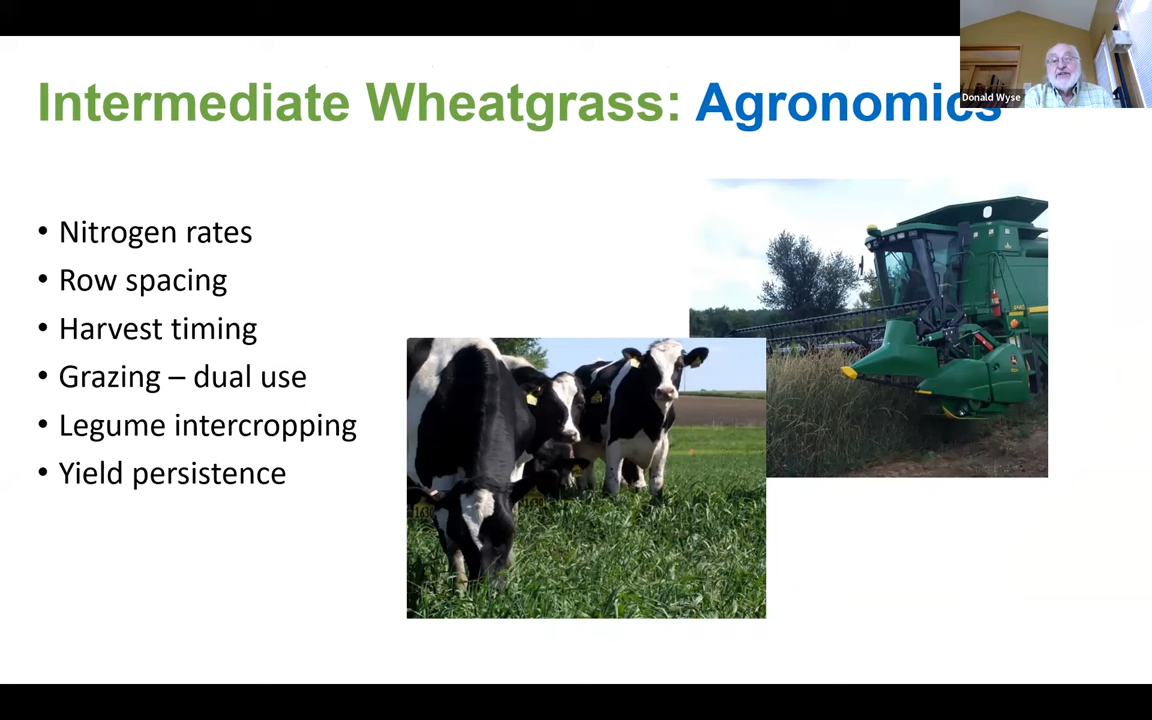 Intermediate Wheatgrass: Agronomics
Donald Wyse
• Nitrogen rates
• Row spacing
• Harvest timing
• Grazing – dual use
• Legume intercropping
• Yield persistence